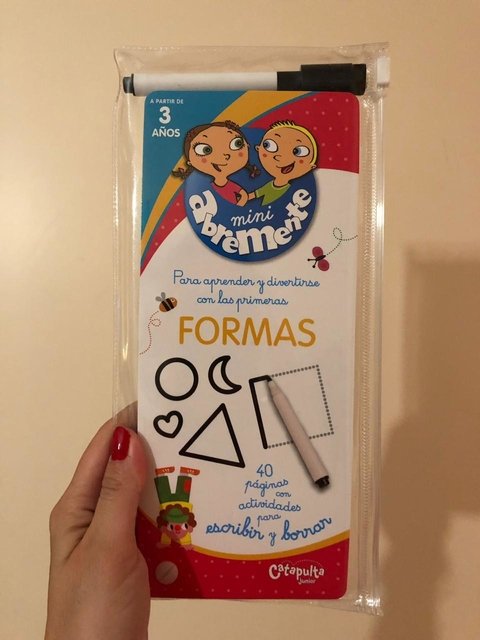 A PARTIR DE
3
AÑOS
mini
abremente
Para aprender y divertirse
con las primeras
FORMAS
40
páginas
con
actividades
para
escribir y borrar
Catapulta
junior